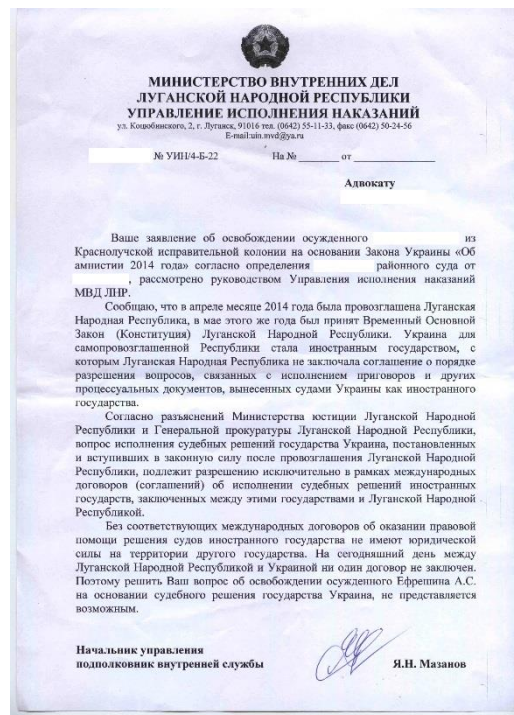 МИНИСТЕРСТВО ВНУТРЕННИХ ДЕЛ
ЛУГАНСКОЙ НАРОДНОЙ РЕСПУБЛИКИ
УПРАВЛЕНИЕ ИСПОЛНЕНИЯ НАКАЗАНИЙ
ул. Коцюбинского, 2, г. Луганск, 91016 тел. (0642) 55-11-33, факс (0642) 50-24-56
E-mail:uin.mvd@ya.ru
№ УИН/4-Б-22 На № ________ от ______________
Адвокату
Ваше заявление об освобождении осужденного из
Краснолучской исправительной колонии на основании Закона Украины «Об
амнистии 2014 года» согласно определения районного суда от
, рассмотрено руководством Управления исполнения наказаний
МВД ЛНР.
Сообщаю, что в апреле месяце 2014 года была провозглашена Луганская
Народная Республика, в мае этого же года был принят Временный Основной
Закон (Конституция) Луганской Народной Республики. Украина для
самопровозглашенной Республики стала иностранным государством, с
которым Луганская Народная Республика не заключала соглашение о порядке
разрешения вопросов, связанных с исполнением приговоров и других
процессуальных документов, вынесенных судами Украины как иностранного
государства.
Согласно разъяснений Министерства юстиции Луганской Народной
Республики и Генеральной прокуратуры Луганской Народной Республики,
вопрос исполнения судебных решений государства Украина, постановленных
и вступивших в законную силу после провозглашения Луганской Народной
Республики, подлежит разрешению исключительно в рамках международных
договоров (соглашений) об исполнении судебных решений иностранных
государств, заключенных между этими государствами и Луганской Народной
Республикой.
Без соответствующих международных договоров об оказании правовой
помощи решения судов иностранного государства не имеют юридической
силы на территории другого государства. На сегодняшний день между
Луганской Народной Республикой и Украиной ни один договор не заключен.
Поэтому решить Ваш вопрос об освобождении осужденного Ефрешина А.С.
на основании судебного решения государства Украина, не представляется
возможным.
Начальник управления
подполковник внутренней службы Я.Н. Мазанов